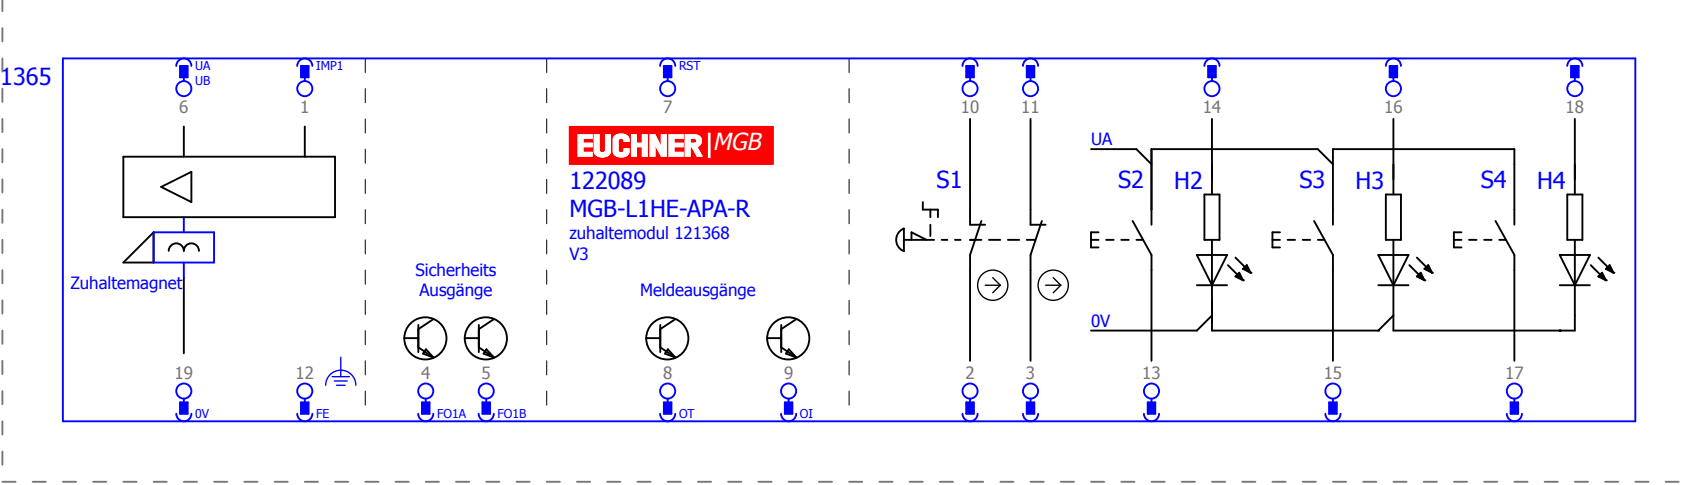 1365
UA
UB
IMP1
RST
6
1
7
10
11
14
16
18
EUCHNER MGB
122089
MGB-L1HE-APA-R
zuhaltemodul 121368
V3
UA
S1
S2
H2
S3
H3
S4
H4
Zuhaltemagnet
Sicherheits
Ausgänge
Meldeausgänge
0V
19
12
4
5
8
9
2
3
13
15
17
0V
FE
FO1A
FO1B
OT
OI